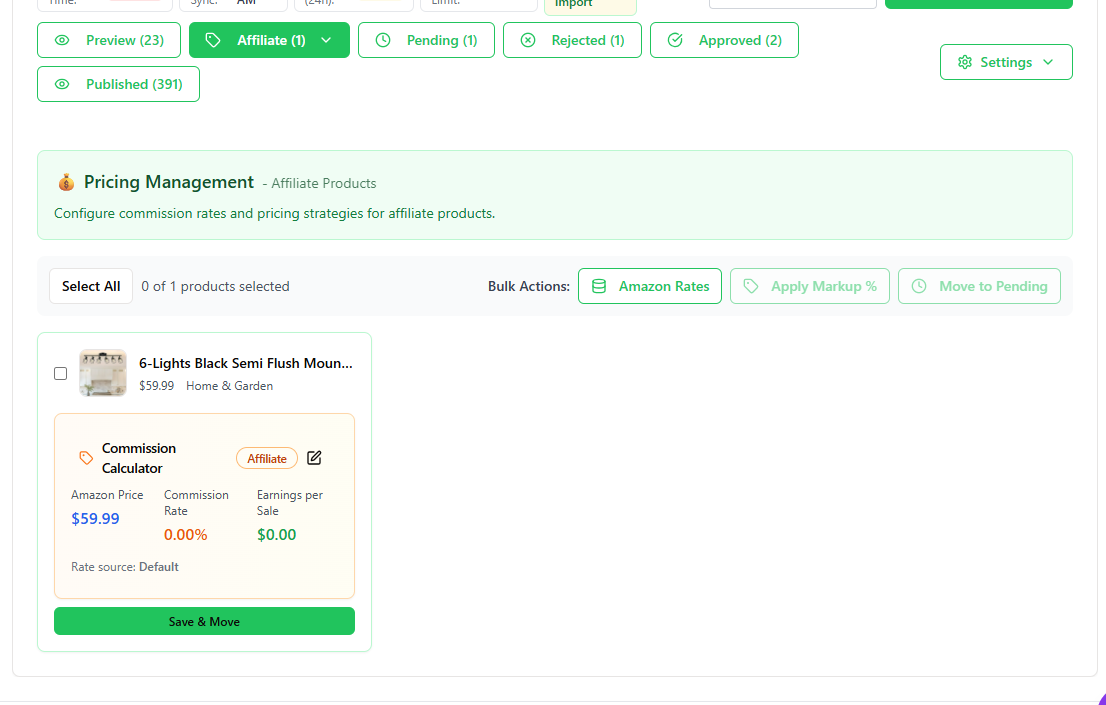 Time:
Sync:
AM
(24h):
Limit:
Import
Preview (23)
Affiliate (1)
Pending (1)
Rejected (1)
Approved (2)
Settings
Published (391)
Pricing Management - Affiliate Products
Configure commission rates and pricing strategies for affiliate products.
Select All
0 of 1 products selected
Bulk Actions:
Amazon Rates
Apply Markup %
Move to Pending
6-Lights Black Semi Flush Moun...
$59.99 Home & Garden
Commission
Calculator
Affiliate
Amazon Price
$59.99
Commission
Rate
0.00%
Earnings per
Sale
$0.00
Rate source: Default
Save & Move